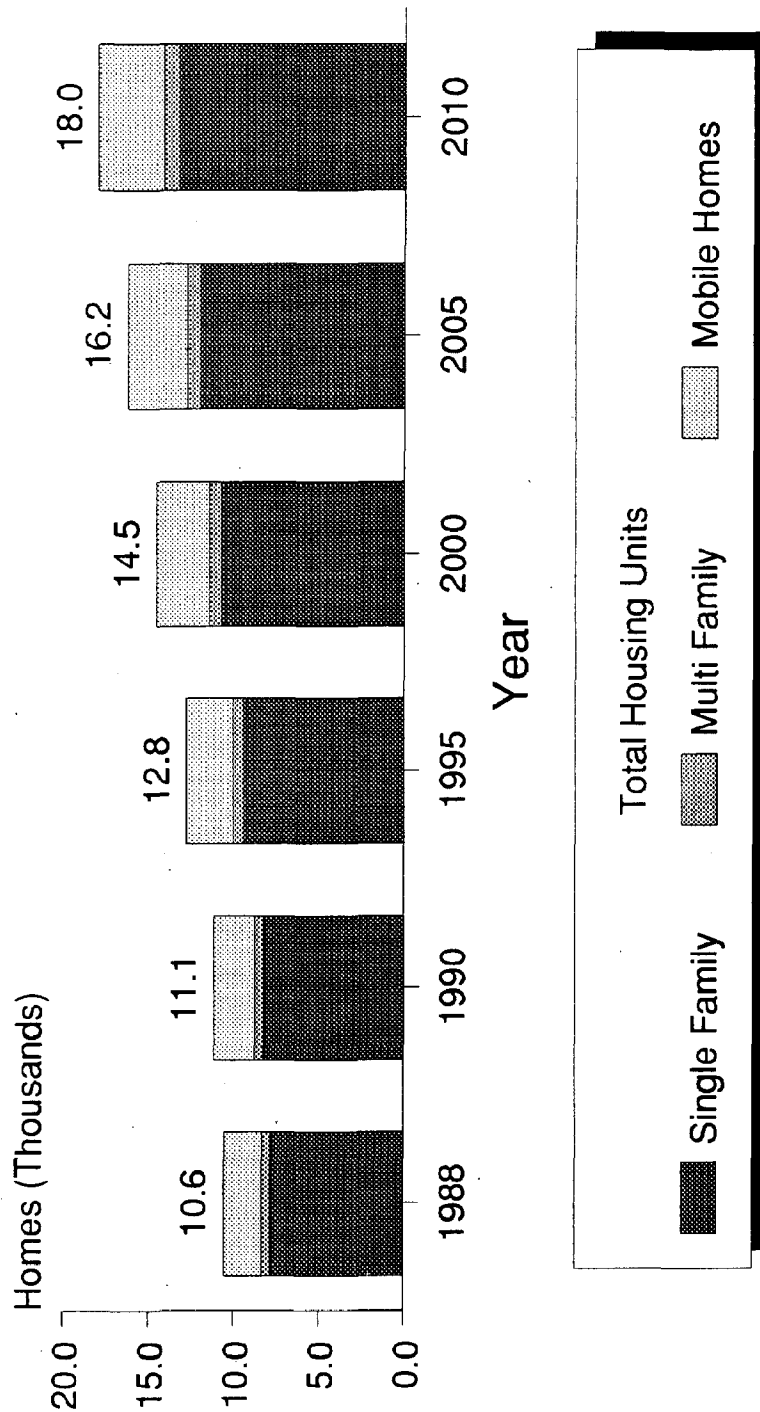 Homes (Thousands)
20.0
15.0
10.0
5.0
0.0
10.6
11.1
12.8
14.5
16.2
18.0
1988
1990
1995
2000
2005
2010
Year
Total Housing Units
Single Family
Multi Family
Mobile Homes